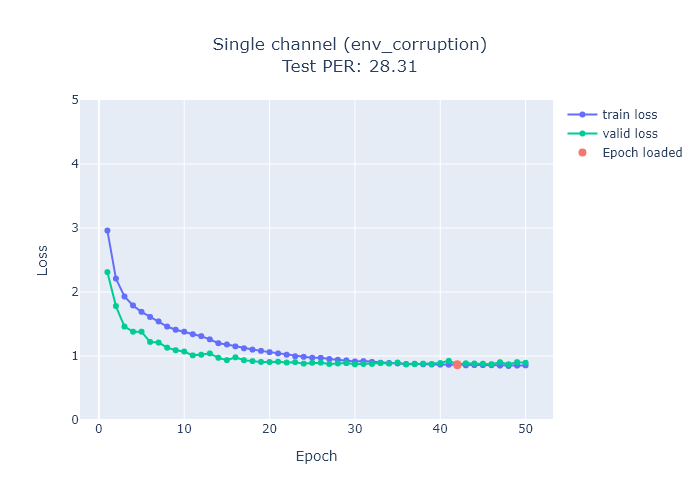 Single channel (env_corruption)
Test PER: 28.31
5
4
3
2
1
0
Loss
0
10
20
30
40
50
Epoch
train loss
valid loss
Epoch loaded